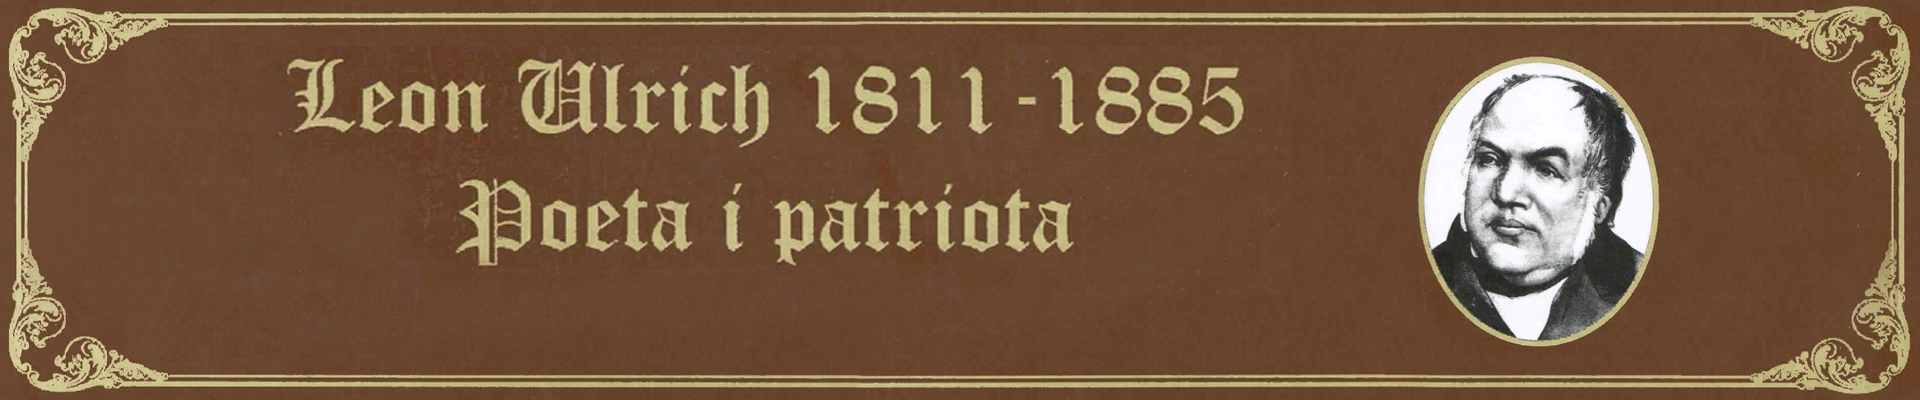 Leon Ulrich 1811-1885
Poeta i patriota